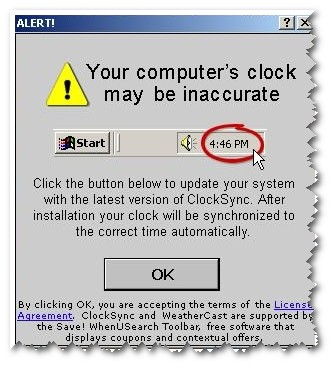 ALERT!
Your computer's clock
may be inaccurate
Start
4:46 PM
Click the button below to update your system
with the latest version of ClockSync. After
installation your clock will be synchronized to
the correct time automatically.
OK
By clicking OK, you are accepting the terms of the License
Agreement. ClockSync and WeatherCast are supported by
the Save! WhenUSearch Toolbar, free software that
displays coupons and contextual offers.